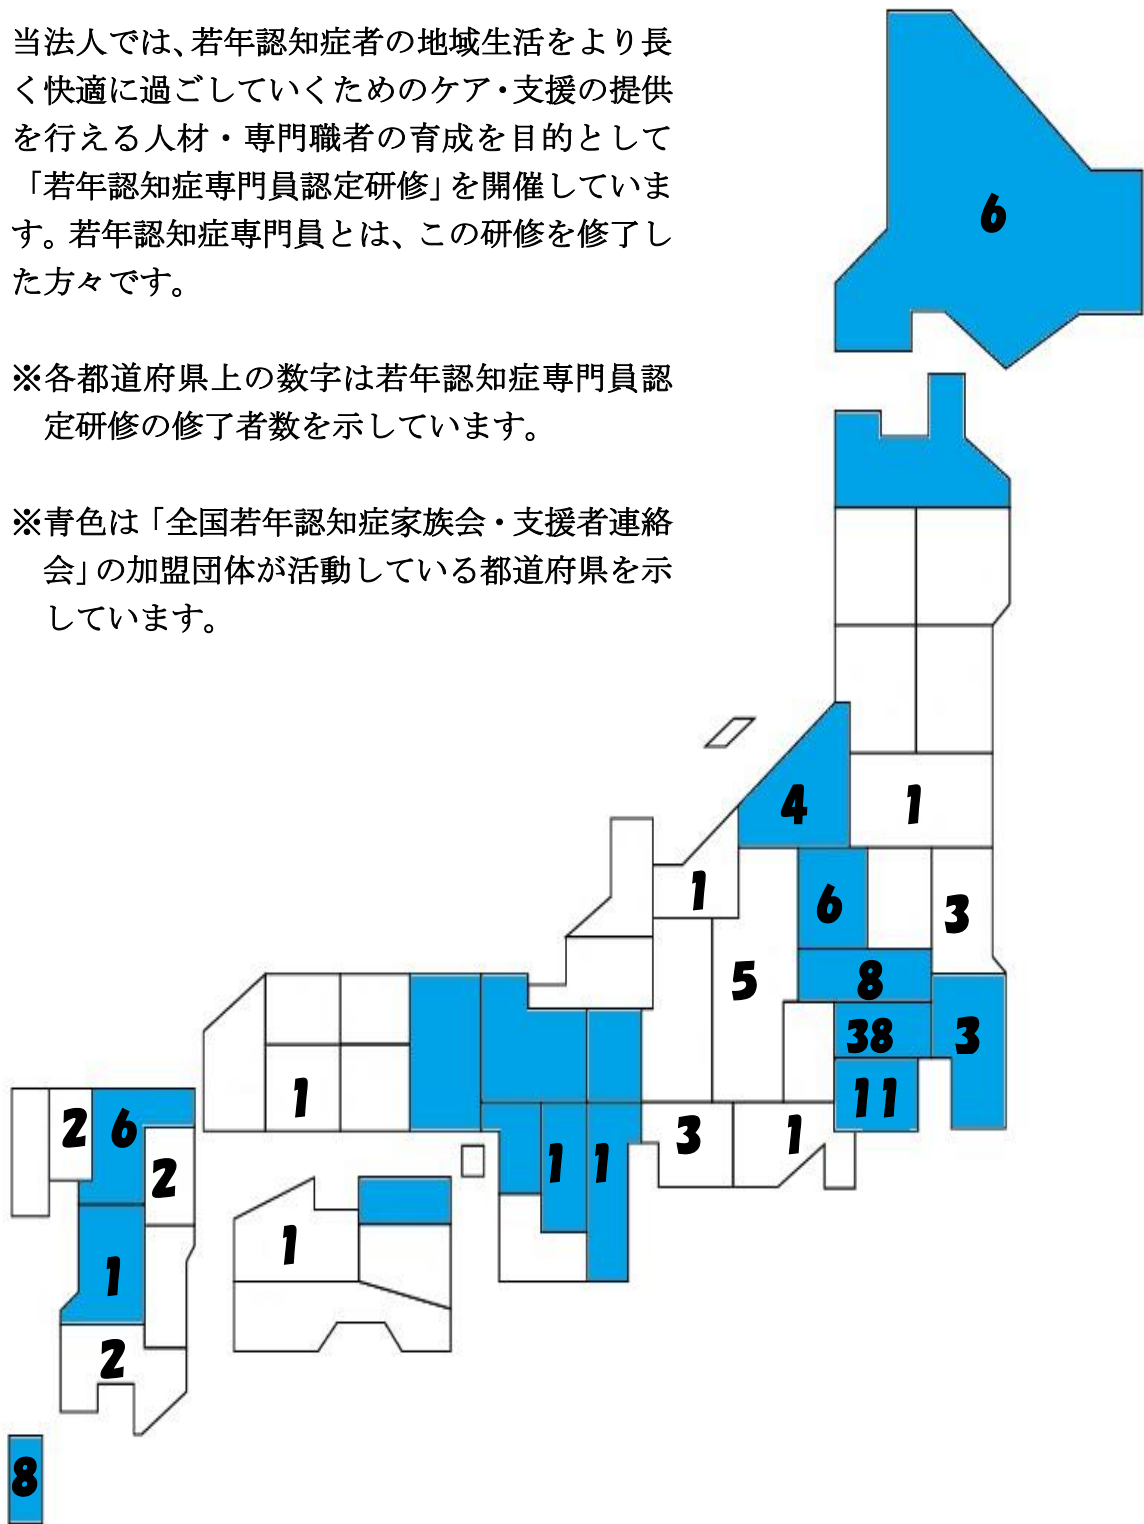 当法人では、若年認知症者の地域生活をより長
く快適に過ごしていくためのケア・支援の提供
を行える人材・専門職者の育成を目的として
「若年認知症専門員認定研修」を開催していま
す。若年認知症専門員とは、この研修を修了し
た方々です。
※各都道府県上の数字は若年認知症専門員認
定研修の修了者数を示しています。
※青色は「全国若年認知症家族会・支援者連絡
会」の加盟団体が活動している都道府県を示
しています。
6
4
1
1
6
3
5
8
38
3
11
1
2
6
3
1
2
1
1
1
1
2
8